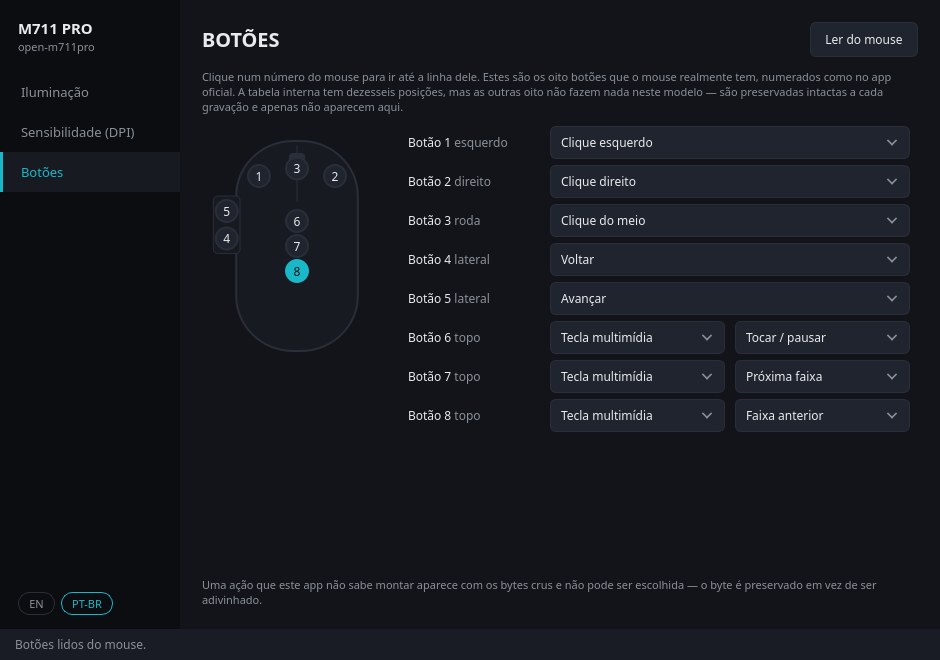 M711 PRO
open-m711pro
Iluminação
Sensibilidade (DPI)
Botões
EN
PT-BR
BOTÕES
Ler do mouse
Clique num número do mouse para ir até a linha dele. Estes são os oito botões que o mouse realmente tem, numerados como no app
oficial. A tabela interna tem dezesseis posições, mas as outras oito não fazem nada neste modelo — são preservadas intactas a cada
gravação e apenas não aparecem aqui.
1
3
2
5
4
6
7
8
Botão 1 esquerdo
Clique esquerdo
Botão 2 direito
Clique direito
Botão 3 roda
Clique do meio
Botão 4 lateral
Voltar
Botão 5 lateral
Avançar
Botão 6 topo
Tecla multimídia
Tocar / pausar
Botão 7 topo
Tecla multimídia
Próxima faixa
Botão 8 topo
Tecla multimídia
Faixa anterior
Uma ação que este app não sabe montar aparece com os bytes crus e não pode ser escolhida — o byte é preservado em vez de ser
adivinhado.
Botões lidos do mouse.